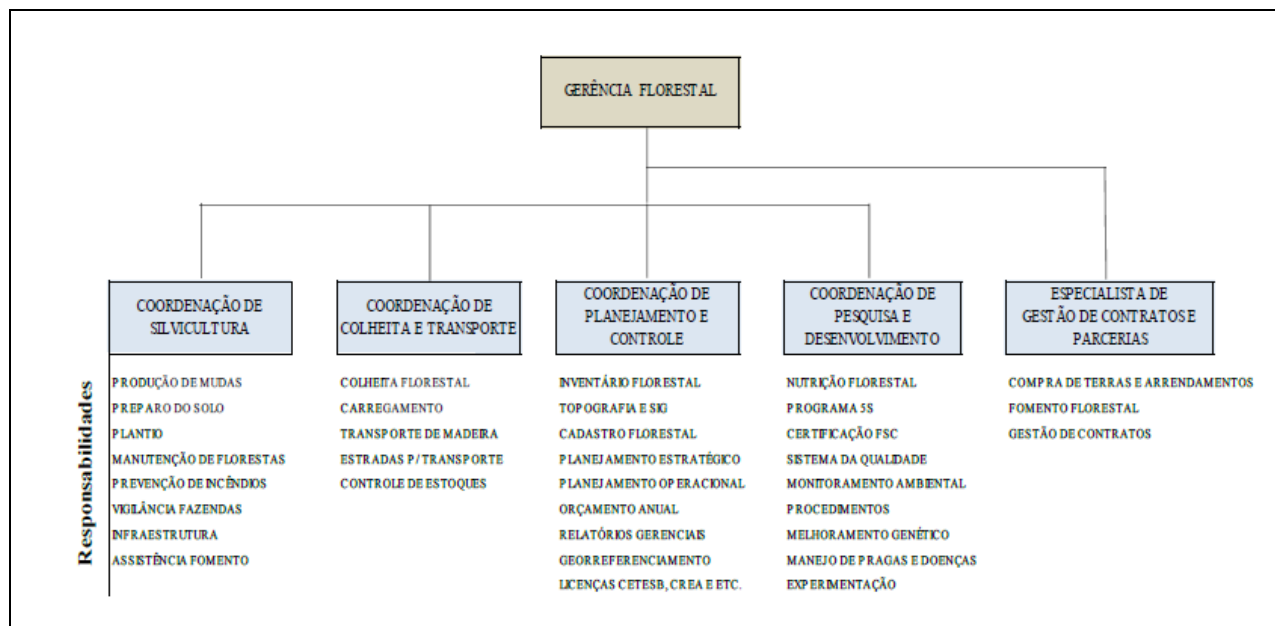 GERÊNCIA FLORESTAL
COORDENAÇÃO DE
SILVICULTURA
COORDENAÇÃO DE
COLHEITA E TRANSPORTE
COORDENAÇÃO DE
PLANEJAMENTO E
CONTROLE
COORDENAÇÃO DE
PESQUISA E
DESENVOLVIMENTO
ESPECIALISTA DE
GESTÃO DE CONTRATOS E
PARCERIAS
Responsabilidades
PRODUÇÃO DE MUDAS
PREPARO DO SOLO
PLANTIO
MANUTENÇÃO DE FLORESTAS
PREVENÇÃO DE INCÊNDIOS
VIGILÂNCIA FAZENDAS
INFRAESTRUTURA
ASSISTÊNCIA FOMENTO
COLHEITA FLORESTAL
CARREGAMENTO
TRANSPORTE DE MADEIRA
ESTRADAS P/ TRANSPORTE
CONTROLE DE ESTOQUES
INVENTÁRIO FLORESTAL
TOPOGRAFIA E SIG
CADASTRO FLORESTAL
PLANEJAMENTO ESTRATÉGICO
PLANEJAMENTO OPERACIONAL
ORÇAMENTO ANUAL
RELATÓRIOS GERENCIAIS
GEORREFERENCIAMENTO
LICENÇAS CETESB, CREA E ETC.
NUTRIÇÃO FLORESTAL
PROGRAMA 5S
CERTIFICAÇÃO FSC
SISTEMA DA QUALIDADE
MONITORAMENTO AMBIENTAL
PROCEDIMENTOS
MELHORAMENTO GENÉTICO
MANEJO DE PRAGAS E DOENÇAS
EXPERIMENTAÇÃO
COMPRA DE TERRAS E ARRENDAMENTOS
FOMENTO FLORESTAL
GESTÃO DE CONTRATOS